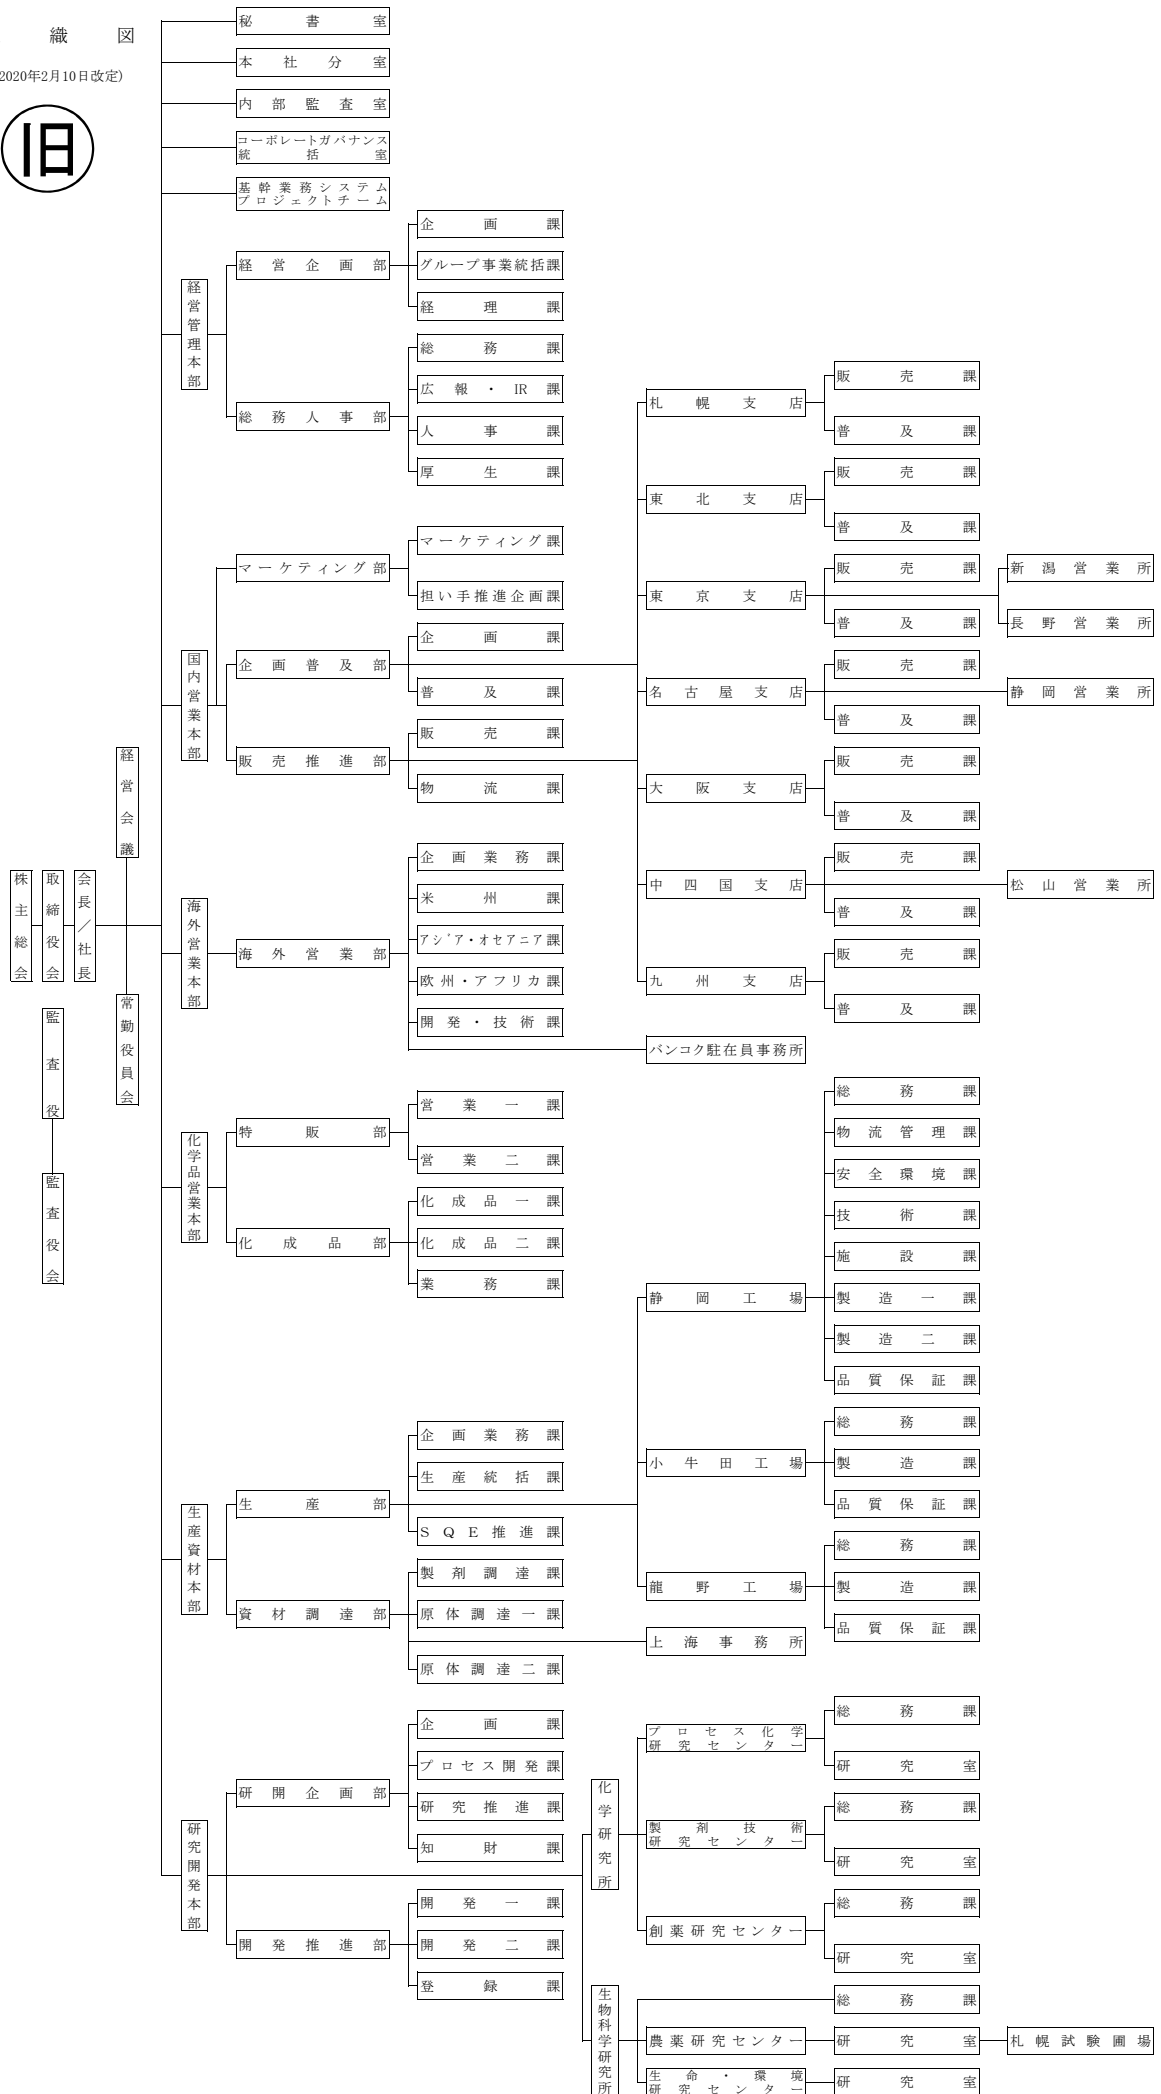 織 図
2020年2月10日改定)
旧
株主総会
取締役会
会長/社長
経営会議
常勤役員会
監査役
監査役会
秘書室
本社分室
内部監査室
コーポレートガバナンス
統括室
基幹業務システム
プロジェクトチーム
経営管理本部
経営企画部
企画課
グループ事業統括課
経理課
総務人事部
総務課
広報・IR課
人事課
厚生課
国内営業本部
マーケティング部
マーケティング課
担い手推進企画課
企画普及部
企画課
普及課
販売推進部
販売課
物流課
札幌支店
販売課
普及課
東北支店
販売課
普及課
東京支店
販売課
普及課
新潟営業所
長野営業所
名古屋支店
販売課
普及課
静岡営業所
大阪支店
販売課
普及課
中四国支店
販売課
普及課
松山営業所
九州支店
販売課
普及課
海外営業本部
海外営業部
企画業務課
米州課
アジア・オセアニア課
欧州・アフリカ課
開発・技術課
バンコク駐在員事務所
化学品営業本部
特販部
営業一課
営業二課
化成品部
化成品一課
化成品二課
業務課
生産資材本部
生産部
企画業務課
生産統括課
SQE推進課
資材調達部
製剤調達課
原体調達一課
原体調達二課
静岡工場
総務課
物流管理課
安全環境課
技術課
施設課
製造一課
製造二課
品質保証課
小牛田工場
総務課
製造課
品質保証課
龍野工場
総務課
製造課
品質保証課
上海事務所
研究開発本部
研開企画部
企画課
プロセス開発課
研究推進課
知財課
開発推進部
開発一課
開発二課
登録課
化学研究所
プロセス化学
研究センター
総務課
研究室
製剤技術
研究センター
総務課
研究室
創薬研究センター
総務課
研究室
生物科学研究所
総務課
農薬研究センター
研究室
札幌試験圃場
生命・環境
研究センター
研究室